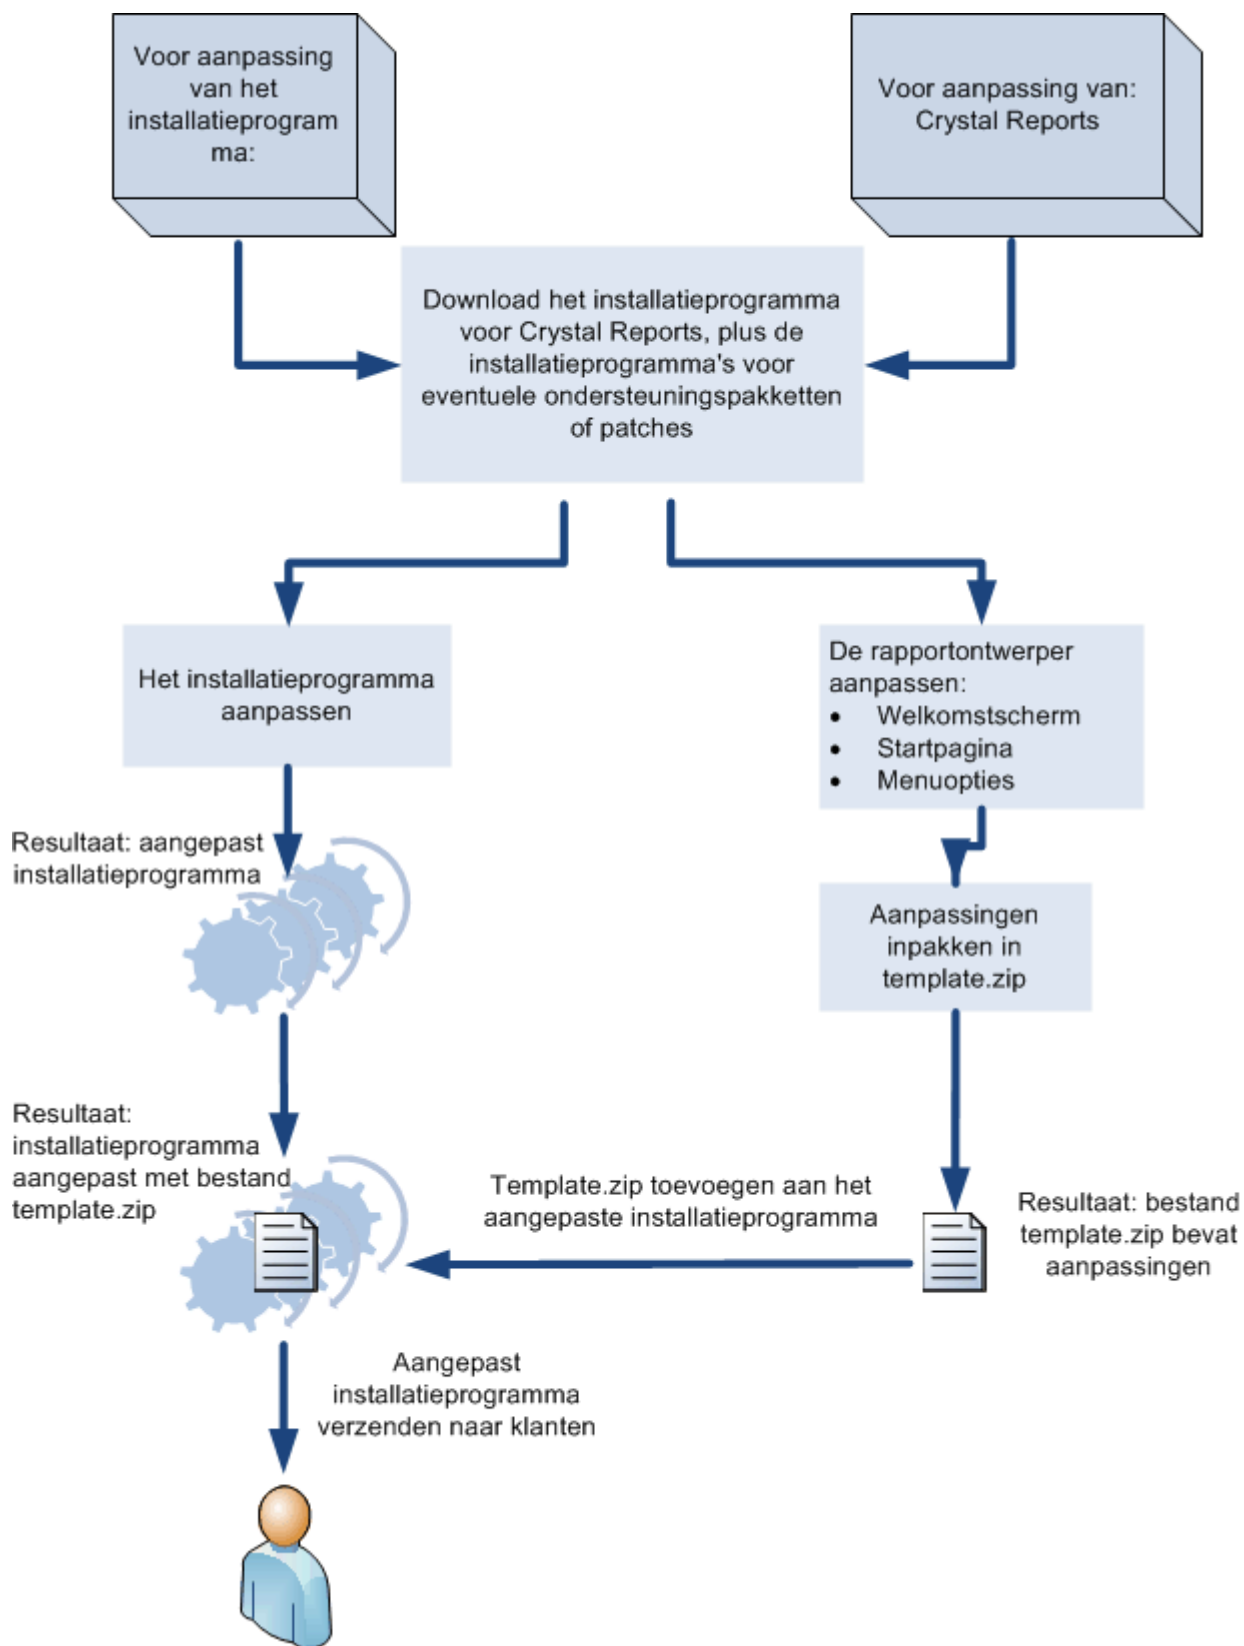 Voor aanpassing
van het
installatieprogram
ma:
Voor aanpassing van:
Crystal Reports
Download het installatieprogramma
voor Crystal Reports, plus de
installatieprogramma's voor
eventuele ondersteuningspakketten
of patches
Het installatieprogramma
aanpassen
De rapportontwerper
aanpassen:
• Welkomstscherm
• Startpagina
• Menuopties
Resultaat: aangepast
installatieprogramma
Aanpassingen
inpakken in
template.zip
Resultaat:
installatieprogramma
aangepast met bestand
template.zip
Template.zip toevoegen aan het
aangepaste installatieprogramma
Resultaat: bestand
template.zip bevat
aanpassingen
Aangepast
installatieprogramma
verzenden naar klanten